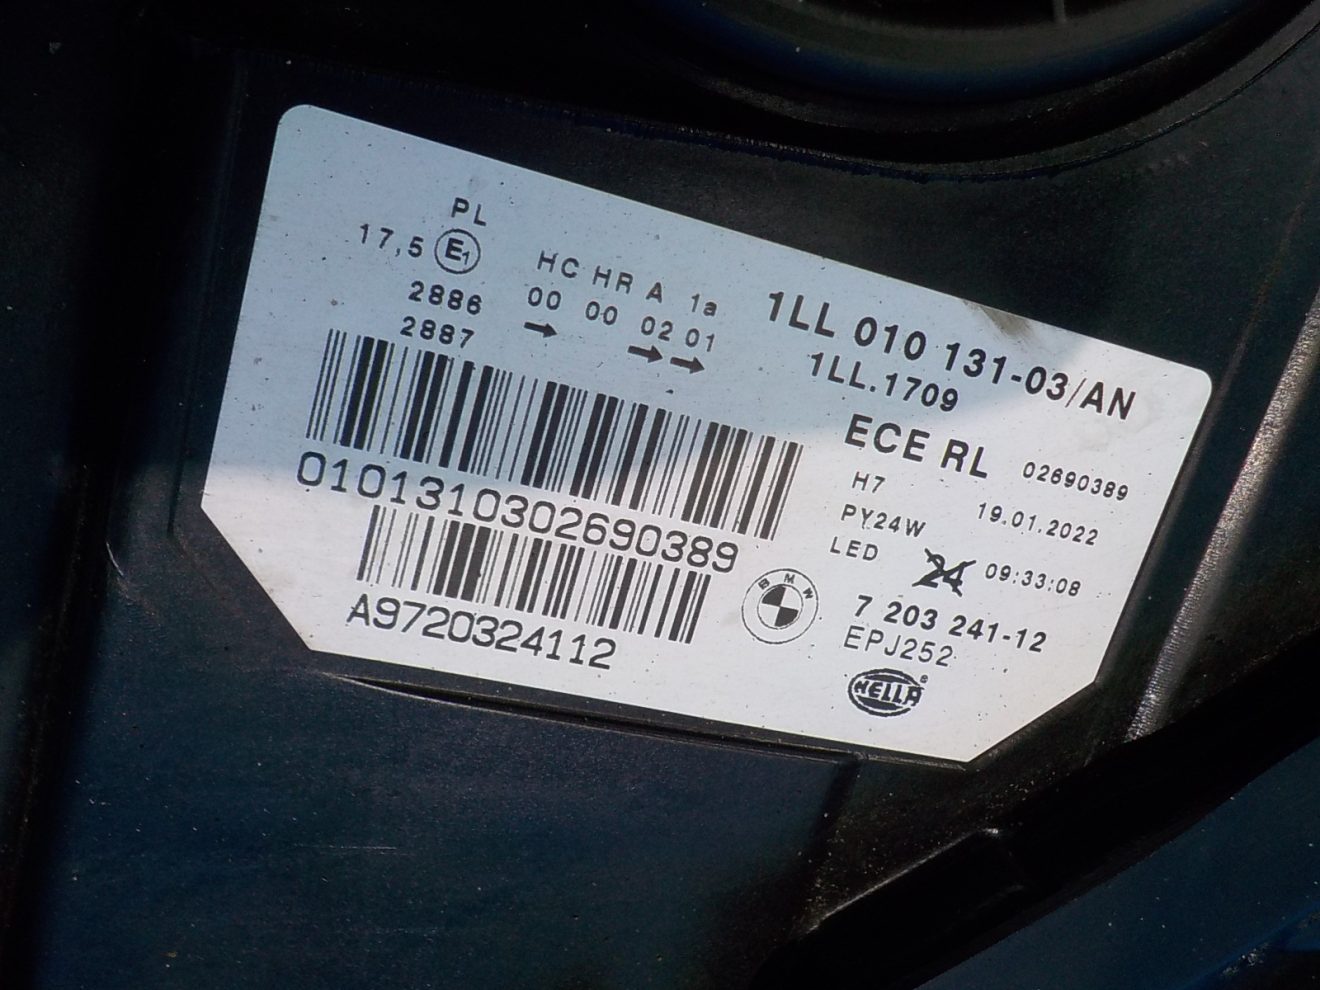 PL
17,5 E1
2886
2887
HC HR A 1a
00 00 02 01
1LL 010 131-03/AN
1LL.1709
ECE RL 02690389
H7 19.01.2022
PY24W
LED 24 09:33:08
0101310302690389
A9720324112
BMW
7 203 241-12
EPJ252
HELLA®